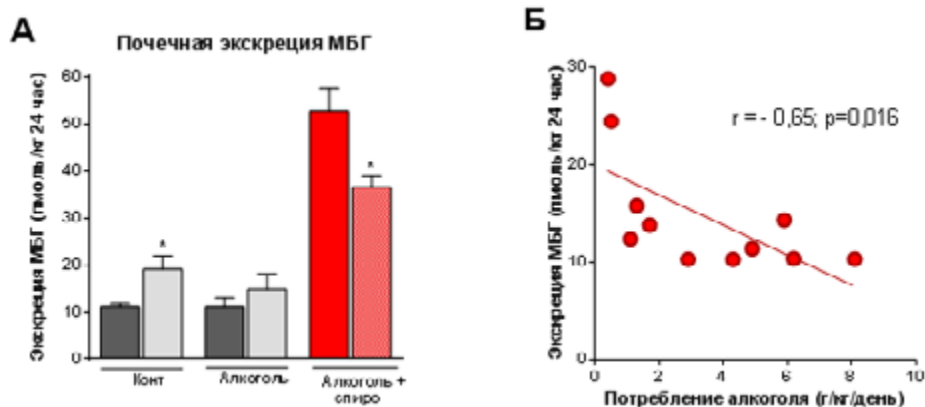 А
Почечная экскреция МБГ
Экскреция МБГ (пмоль/кг 24 час)
60
50
40
30
20
10
0
*
*
Конт
Алкоголь
Алкоголь +
спиро
Б
Экскреция МБГ (пмоль/кг 24 час)
30
20
10
0
r = - 0,65; p=0,016
0
2
4
6
8
10
Потребление алкоголя (г/кг/день)